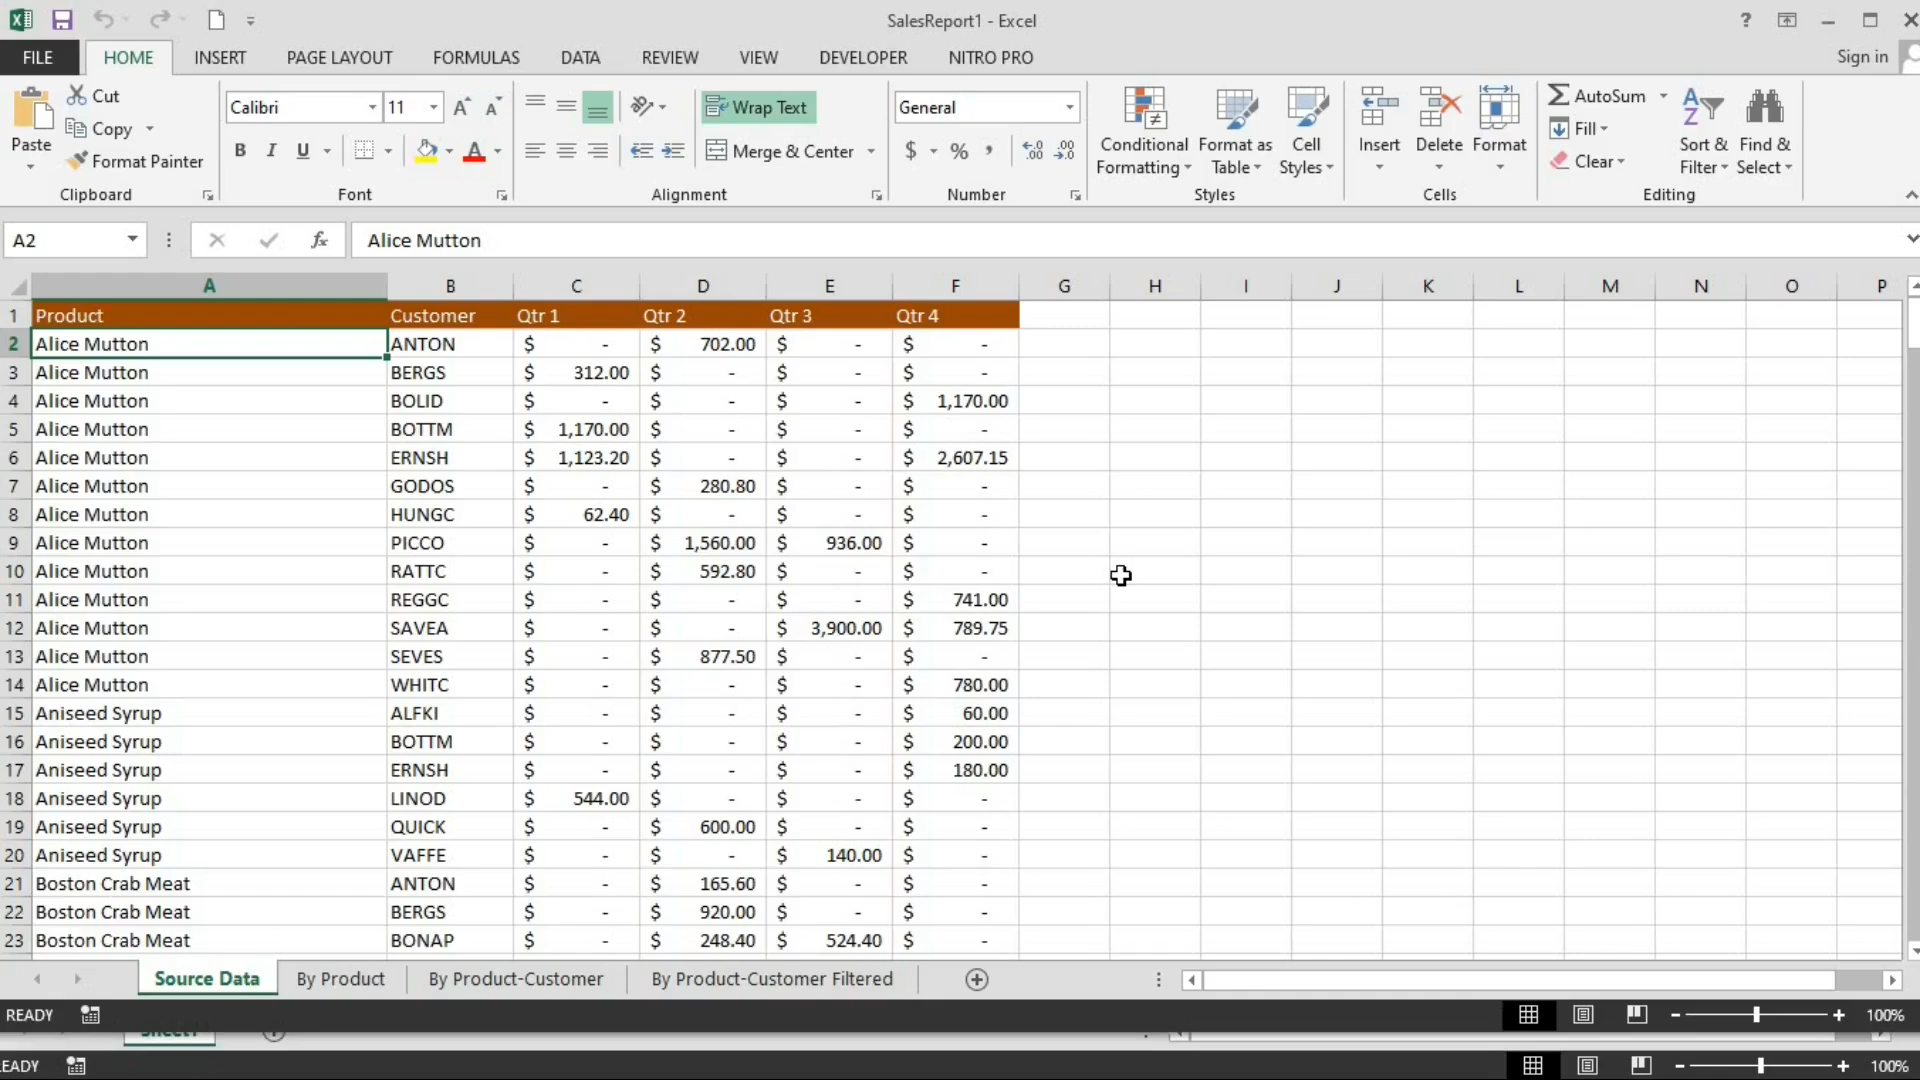 SalesReport1 - Excel
?
FILE HOME INSERT PAGE LAYOUT FORMULAS DATA REVIEW VIEW DEVELOPER NITRO PRO Sign in
Paste Cut Copy Format Painter
Clipboard
Calibri 11 A A
B I U A
Font
Wrap Text
Merge & Center
Alignment
General
$ % ,
Number
Conditional Formatting
Format as Table
Cell Styles
Styles
Insert Delete Format
Cells
AutoSum
Fill
Clear
Sort & Filter
Find & Select
Editing
A2 fx Alice Mutton
A B C D E F G H I J K L M N O P
1 Product Customer Qtr 1 Qtr 2 Qtr 3 Qtr 4
2 Alice Mutton ANTON $ - $ 702.00 $ - $ -
3 Alice Mutton BERGS $ 312.00 $ - $ - $ -
4 Alice Mutton BOLID $ - $ - $ - $ 1,170.00
5 Alice Mutton BOTTM $ 1,170.00 $ - $ - $ -
6 Alice Mutton ERNSH $ 1,123.20 $ - $ - $ 2,607.15
7 Alice Mutton GODOS $ - $ 280.80 $ - $ -
8 Alice Mutton HUNGC $ 62.40 $ - $ - $ -
9 Alice Mutton PICCO $ - $ 1,560.00 $ 936.00 $ -
10 Alice Mutton RATTC $ - $ 592.80 $ - $ -
11 Alice Mutton REGGC $ - $ - $ - $ 741.00
12 Alice Mutton SAVEA $ - $ - $ 3,900.00 $ 789.75
13 Alice Mutton SEVES $ - $ 877.50 $ - $ -
14 Alice Mutton WHITC $ - $ - $ - $ 780.00
15 Aniseed Syrup ALFKI $ - $ - $ - $ 60.00
16 Aniseed Syrup BOTTM $ - $ - $ - $ 200.00
17 Aniseed Syrup ERNSH $ - $ - $ - $ 180.00
18 Aniseed Syrup LINOD $ 544.00 $ - $ - $ -
19 Aniseed Syrup QUICK $ - $ 600.00 $ - $ -
20 Aniseed Syrup VAFFE $ - $ - $ 140.00 $ -
21 Boston Crab Meat ANTON $ - $ 165.60 $ - $ -
22 Boston Crab Meat BERGS $ - $ 920.00 $ - $ -
23 Boston Crab Meat BONAP $ - $ 248.40 $ 524.40 $ -
Source Data By Product By Product-Customer By Product-Customer Filtered
READY 100%
EADY 100%